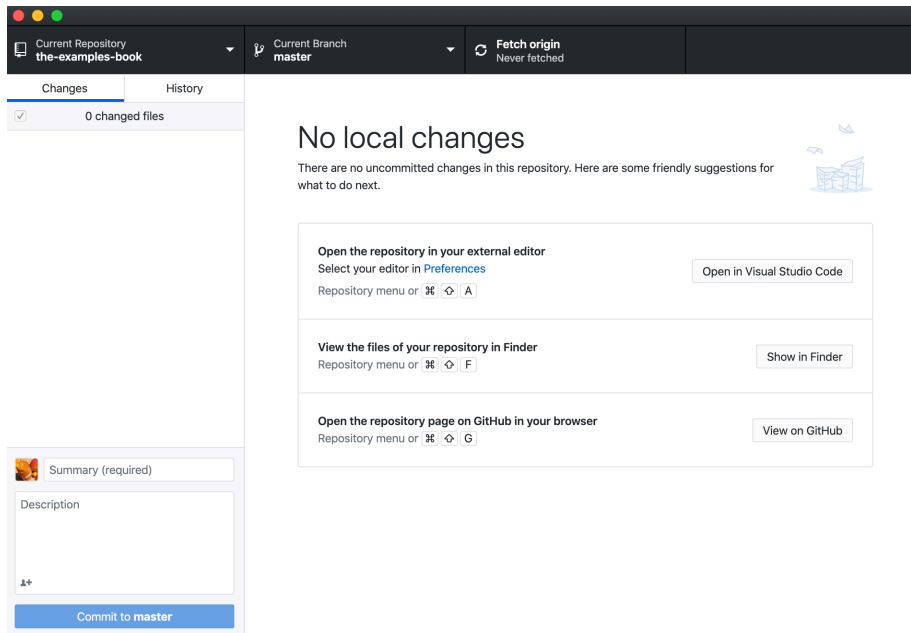 Current Repository
the-examples-book
Current Branch
master
Fetch origin
Never fetched
Changes
History
0 changed files
No local changes
There are no uncommitted changes in this repository. Here are some friendly suggestions for
what to do next.
Open the repository in your external editor
Select your editor in Preferences
Repository menu or ⌘ ⇧ A
Open in Visual Studio Code
View the files of your repository in Finder
Repository menu or ⌘ ⇧ F
Show in Finder
Open the repository page on GitHub in your browser
Repository menu or ⌘ ⇧ G
View on GitHub
Summary (required)
Description
Commit to master